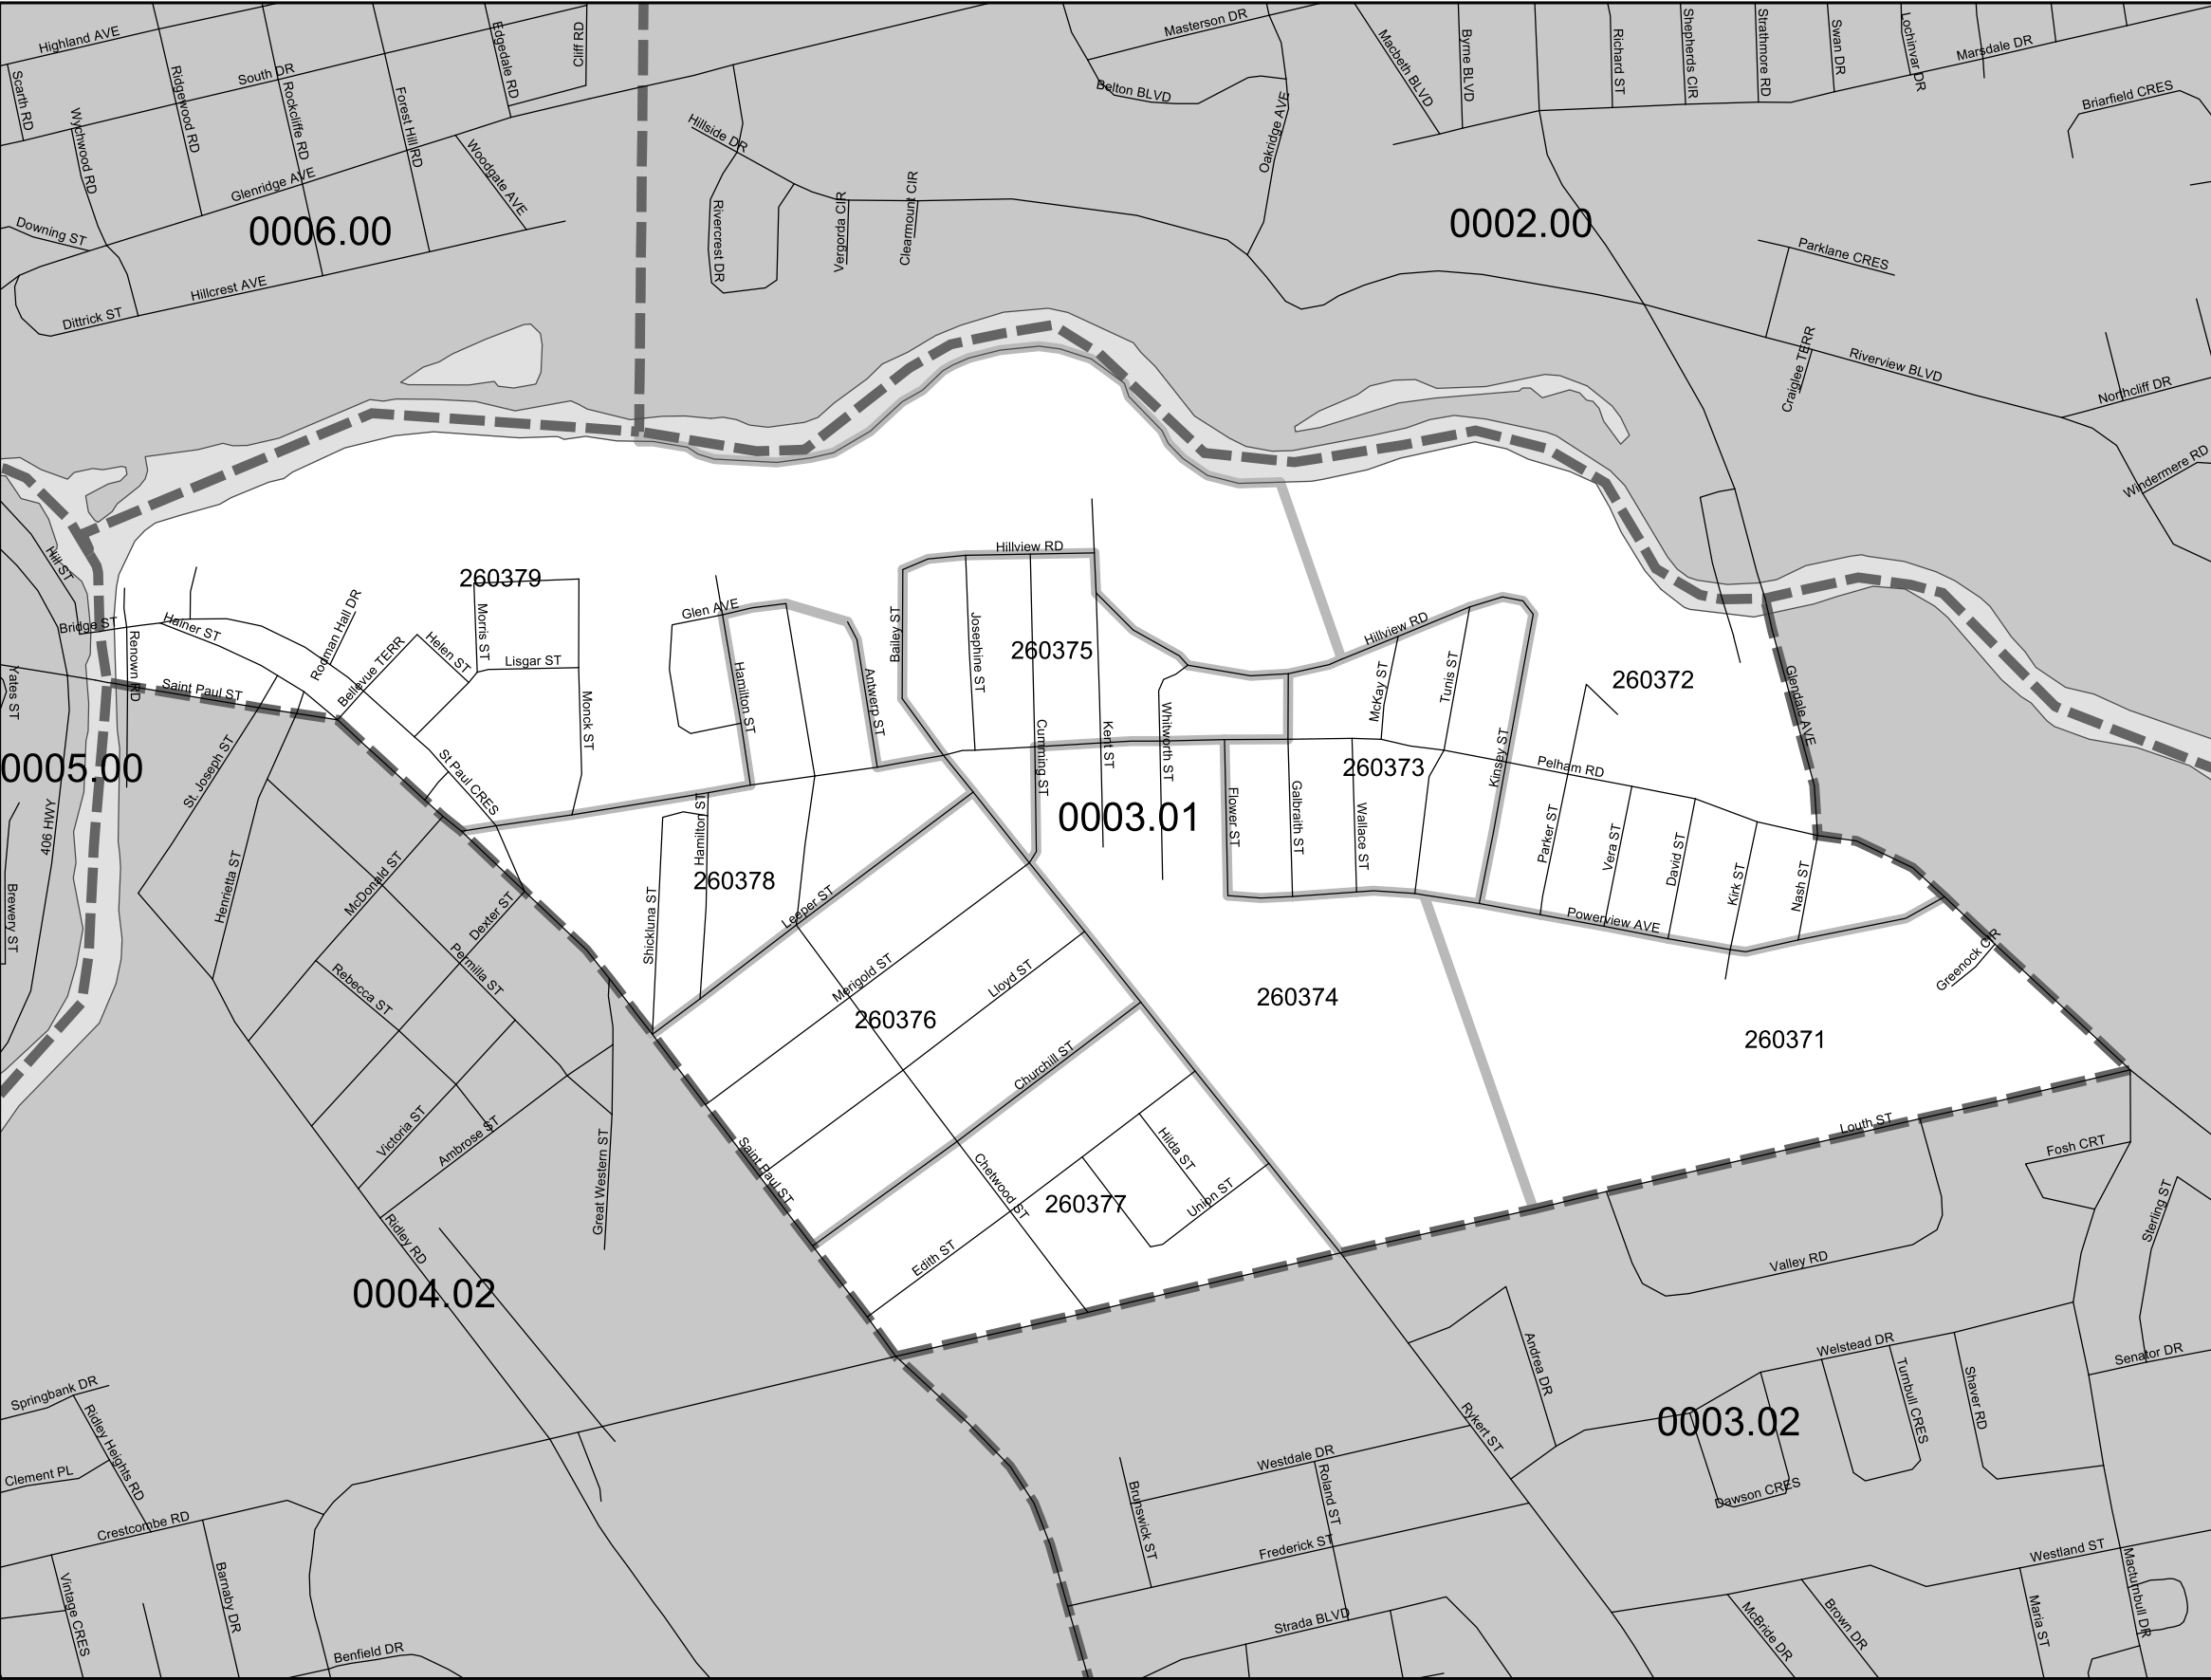 Highland AVE
Scarth RD
Ridgewood RD
South DR
Rockcliffe RD
Edgedale RD
Cliff RD
Wychwood RD
Forest Hill RD
Woodgate AVE
Glenridge AVE
Downing ST
0006.00
Hillcrest AVE
Dittrick ST
Masterson DR
Belton BLVD
Macbeth BLVD
Byrne BLVD
Richard ST
Shepherds CIR
Strathmore RD
Swan DR
Lochinvar DR
Marsdale DR
Briarfield CRES
Hillside DR
Oakridge AVE
Rivercrest DR
Vergorda CIR
Clearmount CIR
0002.00
Parklane CRES
Craiglee TERR
Riverview BLVD
Northcliff DR
Windermere RD
Hill ST
Bridge ST
Hainer ST
Renown RD
Rodman Hall DR
Yates ST
Saint Paul ST
Bellevue TERR
Helen ST
260379
Morris ST
Lisgar ST
Monck ST
Glen AVE
Hamilton ST
Antwerp ST
Bailey ST
Hillview RD
Josephine ST
260375
Cumming ST
Kent ST
Whitworth ST
Hillview RD
McKay ST
Tunis ST
260372
Glendale AVE
0005.00
406 HWY
Brewery ST
St. Joseph ST
Henrietta ST
St Paul CRES
McDonald ST
Dexter ST
Permilla ST
Rebecca ST
Victoria ST
Ambrose ST
Great Western ST
Hamilton ST
260378
Shickluna ST
Leeper ST
0003.01
Flower ST
Galbraith ST
260373
Wallace ST
Kinsey ST
Pelham RD
Parker ST
Vera ST
David ST
Kirk ST
Nash ST
Powerview AVE
Greenock CIR
Merigold ST
Lloyd ST
260376
260374
260371
Churchill ST
Saint Paul ST
Chetwood ST
Hilda ST
260377
Union ST
Edith ST
Louth ST
Fosh CRT
Sterling ST
Valley RD
Ridley RD
0004.02
Andrea DR
Welstead DR
Turnbull CRES
Shaver RD
Senator DR
0003.02
Dawson CRES
Rykert ST
Springbank DR
Ridley Heights RD
Clement PL
Crestcombe RD
Vintage CRES
Barnaby DR
Benfield DR
Westdale DR
Brunswick ST
Roland ST
Frederick ST
Strada BLVD
Westland ST
Macturnbull DR
McBride DR
Brown DR
Maria ST